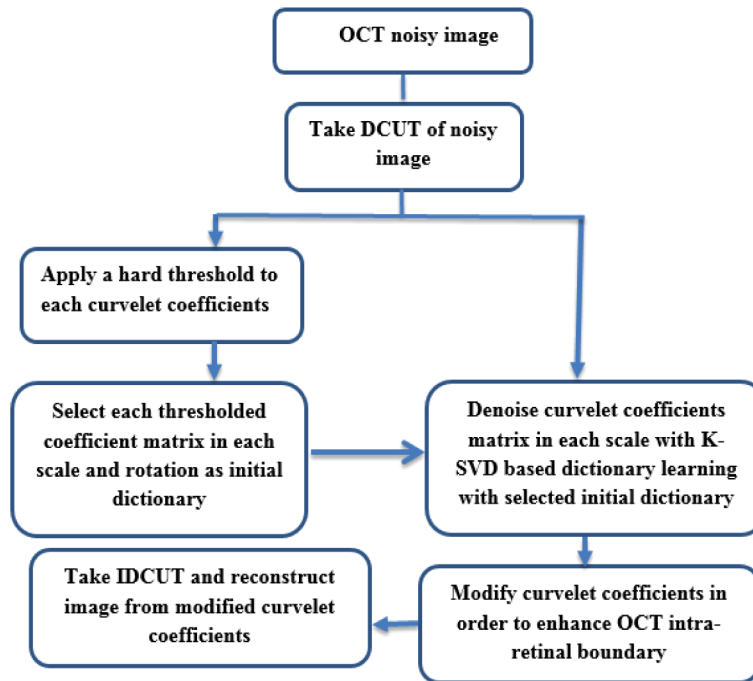 OCT noisy image
Take DCUT of noisy
image
Apply a hard threshold to
each curvelet coefficients
Select each thresholded
coefficient matrix in each
scale and rotation as initial
dictionary
Denoise curvelet coefficients
matrix in each scale with K-
SVD based dictionary learning
with selected initial dictionary
Modify curvelet coefficients in
order to enhance OCT intra-
retinal boundary
Take IDCUT and reconstruct
image from modified curvelet
coefficients